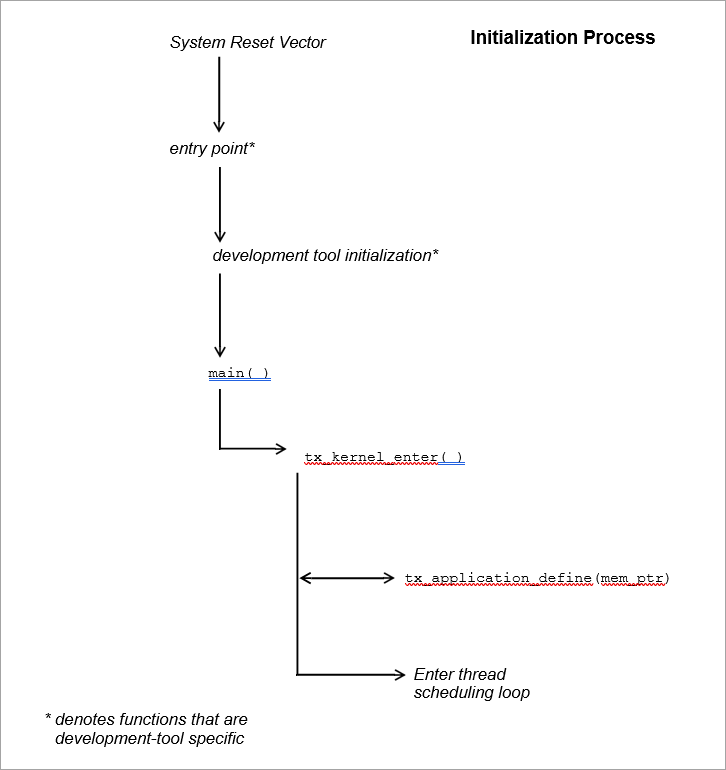 System Reset Vector
Initialization Process
entry point*
development tool initialization*
main( )
tx_kernel_enter( )
tx_application_define(mem_ptr)
Enter thread
scheduling loop
* denotes functions that are
development-tool specific